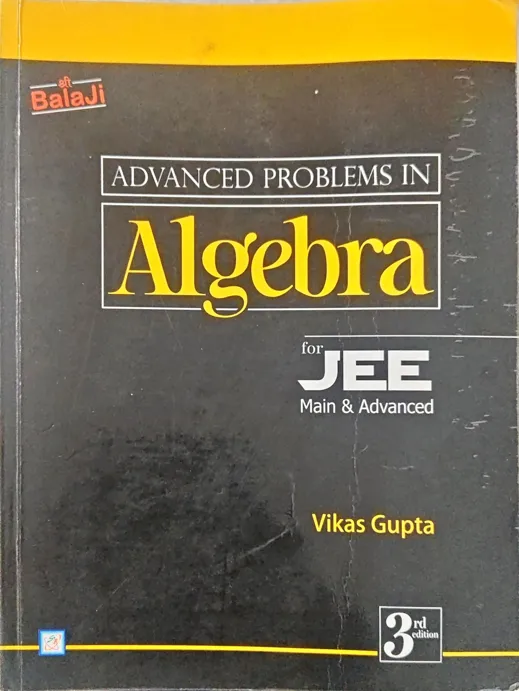 श्री
BalaJi
ADVANCED PROBLEMS IN
Algebra
for
JEE
Main & Advanced
Vikas Gupta
3rd
edition